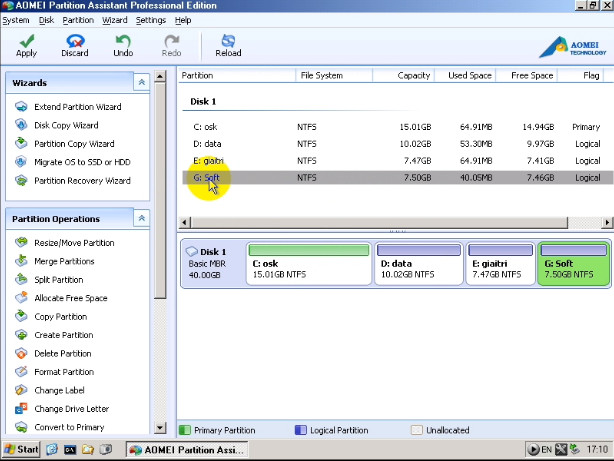 AOMEI Partition Assistant Professional Edition
System Disk Partition Wizard Settings Help
Apply Discard Undo Redo Reload
AOMEI
TECHNOLOGY
Wizards
Extend Partition Wizard
Disk Copy Wizard
Partition Copy Wizard
Migrate OS to SSD or HDD
Partition Recovery Wizard
Partition Operations
Resize/Move Partition
Merge Partitions
Split Partition
Allocate Free Space
Copy Partition
Create Partition
Delete Partition
Format Partition
Change Label
Change Drive Letter
Convert to Primary
Partition File System Capacity Used Space Free Space Flag
Disk 1
C: osk NTFS 15.01GB 64.91MB 14.94GB Primary
D: data NTFS 10.02GB 53.30MB 9.97GB Logical
E: giaitri NTFS 7.47GB 64.91MB 7.41GB Logical
G: Soft NTFS 7.50GB 40.05MB 7.46GB Logical
Disk 1
Basic MBR
40.00GB
C: osk
15.01GB NTFS
D: data
10.02GB NTFS
E: giaitri
7.47GB NTFS
G: Soft
7.50GB NTFS
Primary Partition Logical Partition Unallocated
Start AOMEI Partition Assi... EN 17:10